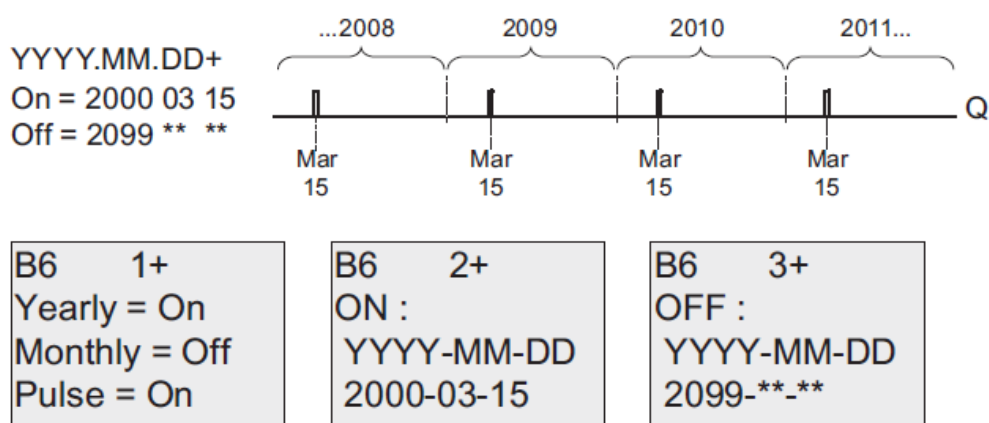 ...2008 2009 2010 2011...
YYYY.MM.DD+
On = 2000 03 15
Off = 2099 ** **
Q
Mar Mar Mar Mar
15 15 15 15
B6 1+
Yearly = On
Monthly = Off
Pulse = On
B6 2+
ON :
YYYY-MM-DD
2000-03-15
B6 3+
OFF :
YYYY-MM-DD
2099-**-**